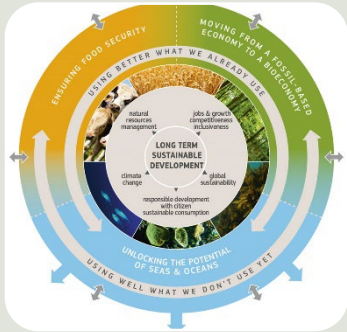 ENSURING FOOD SECURITY
MOVING FROM A FOSSIL-BASED
ECONOMY TO A BIOECONOMY
USING BETTER WHAT WE ALREADY USE
natural
resources
management
jobs & growth
competitiveness
inclusiveness
LONG TERM
SUSTAINABLE
DEVELOPMENT
climate
change
global
sustainability
responsible development
with citizen
sustainable consumption
UNLOCKING THE POTENTIAL
OF SEAS & OCEANS
USING WELL WHAT WE DON'T USE YET